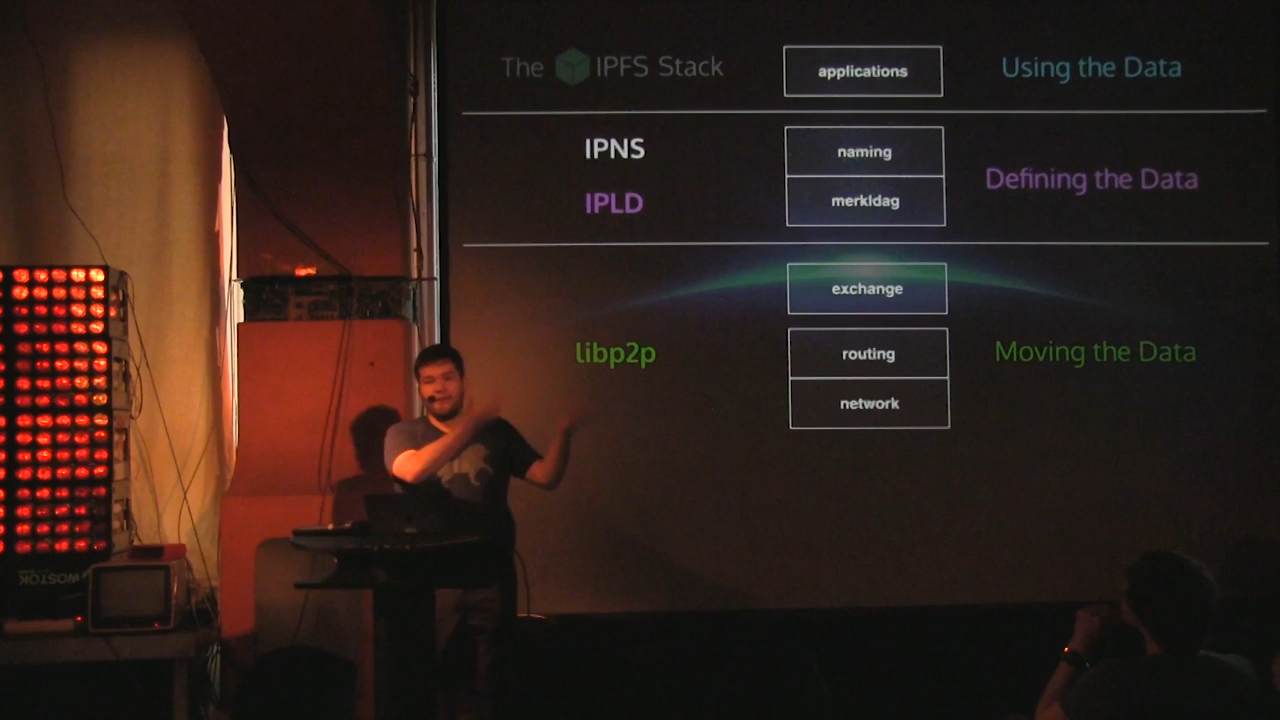 The IPFS Stack
applications
Using the Data
IPNS
naming
IPLD
merkldag
Defining the Data
exchange
libp2p
routing
Moving the Data
network
WOSTOK